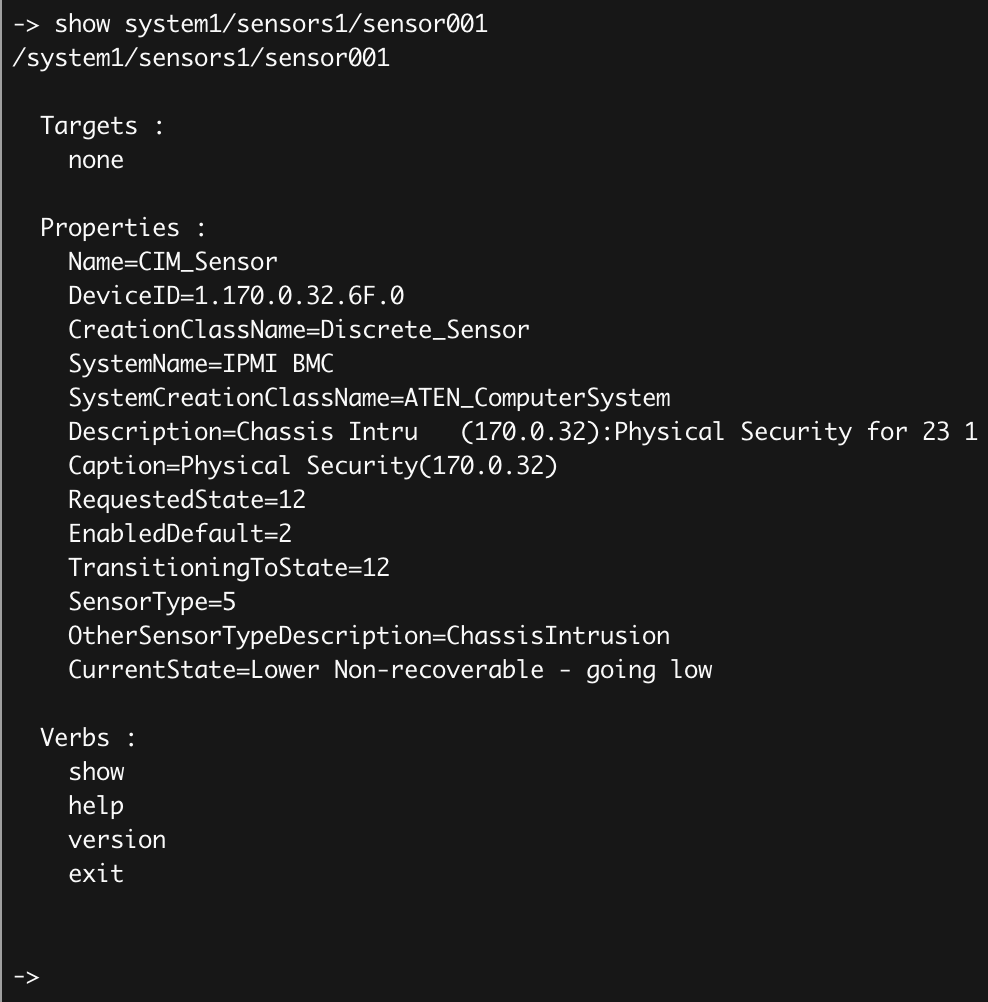 -> show system1/sensors1/sensor001
/system1/sensors1/sensor001
Targets :
none
Properties :
Name=CIM_Sensor
DeviceID=1.170.0.32.6F.0
CreationClassName=Discrete_Sensor
SystemName=IPMI BMC
SystemCreationClassName=ATEN_ComputerSystem
Description=Chassis Intru   (170.0.32):Physical Security for 23 1
Caption=Physical Security(170.0.32)
RequestedState=12
EnabledDefault=2
TransitioningToState=12
SensorType=5
OtherSensorTypeDescription=ChassisIntrusion
CurrentState=Lower Non-recoverable - going low
Verbs :
show
help
version
exit
->